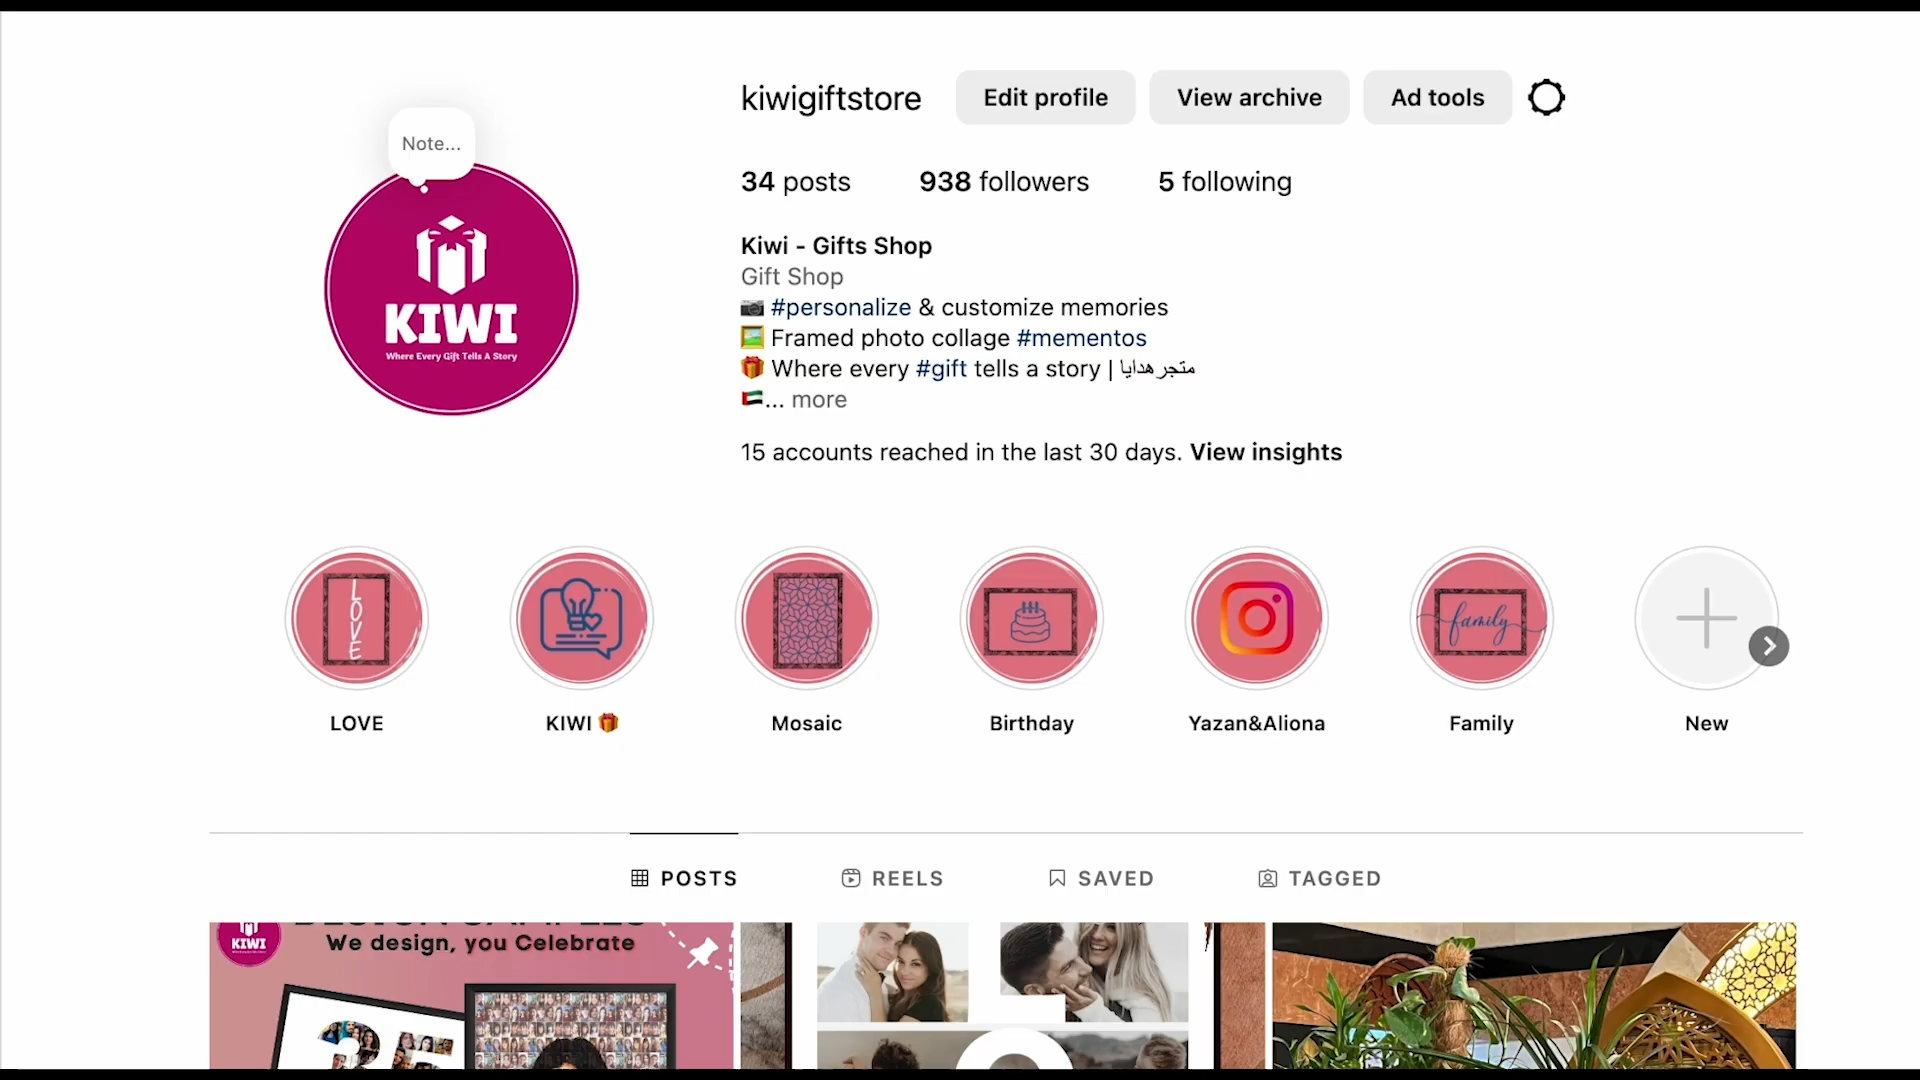 kiwigiftstore Edit profile View archive Ad tools
Note...
34 posts 938 followers 5 following
KIWI
Where Every Gift Tells A Story
Kiwi - Gifts Shop
Gift Shop
📷 #personalize & customize memories
🖼️ Framed photo collage #mementos
🎁 Where every #gift tells a story | متجر هدايا
🇦🇪... more
15 accounts reached in the last 30 days. View insights
LOVE
family
LOVE KIWI 🎁 Mosaic Birthday Yazan&Aliona Family New
POSTS REELS SAVED TAGGED
KIWI
We design, you Celebrate